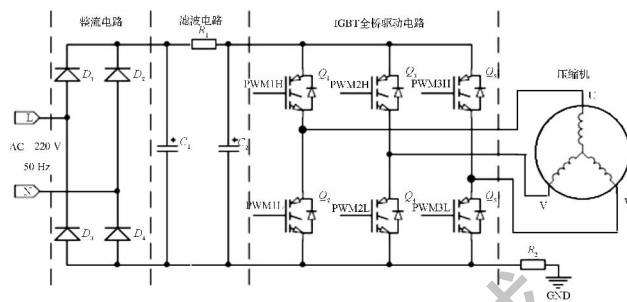 整流电路
滤波电路
IGBT全桥驱动电路
R₁
D₁
D₂
PWM1H
Q₁
PWM2H
Q₃
PWM3H
Q₅
压缩机
U
L
AC 220 V
50 Hz
C₁
C₂
N
PWM1L
Q₂
PWM2L
Q₄
PWM3L
V
D₃
D₄
R₂
GND